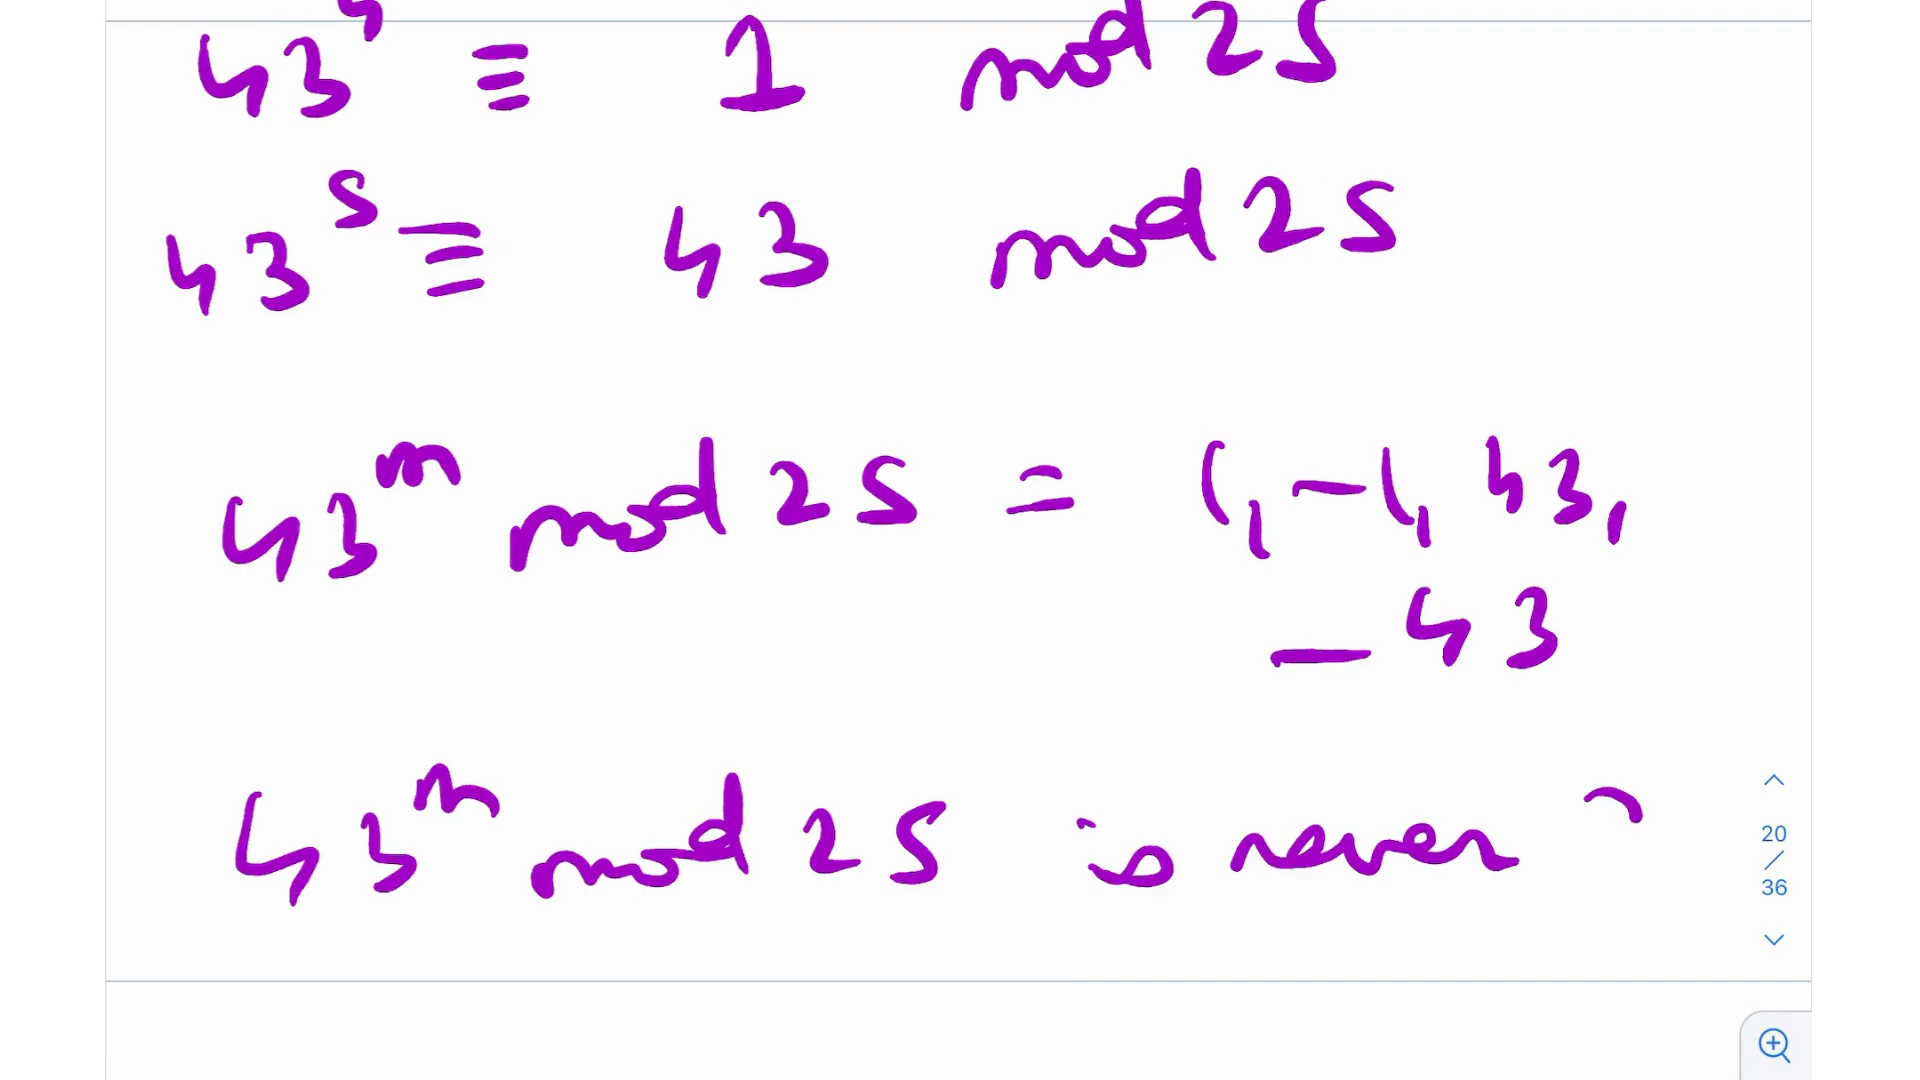 43⁴ ≡ 1 mod 25
43⁵ ≡ 43 mod 25
43ᵐ mod 25 = 1, -1, 43,
- 43
43ᵐ mod 25 is never
20
/
36